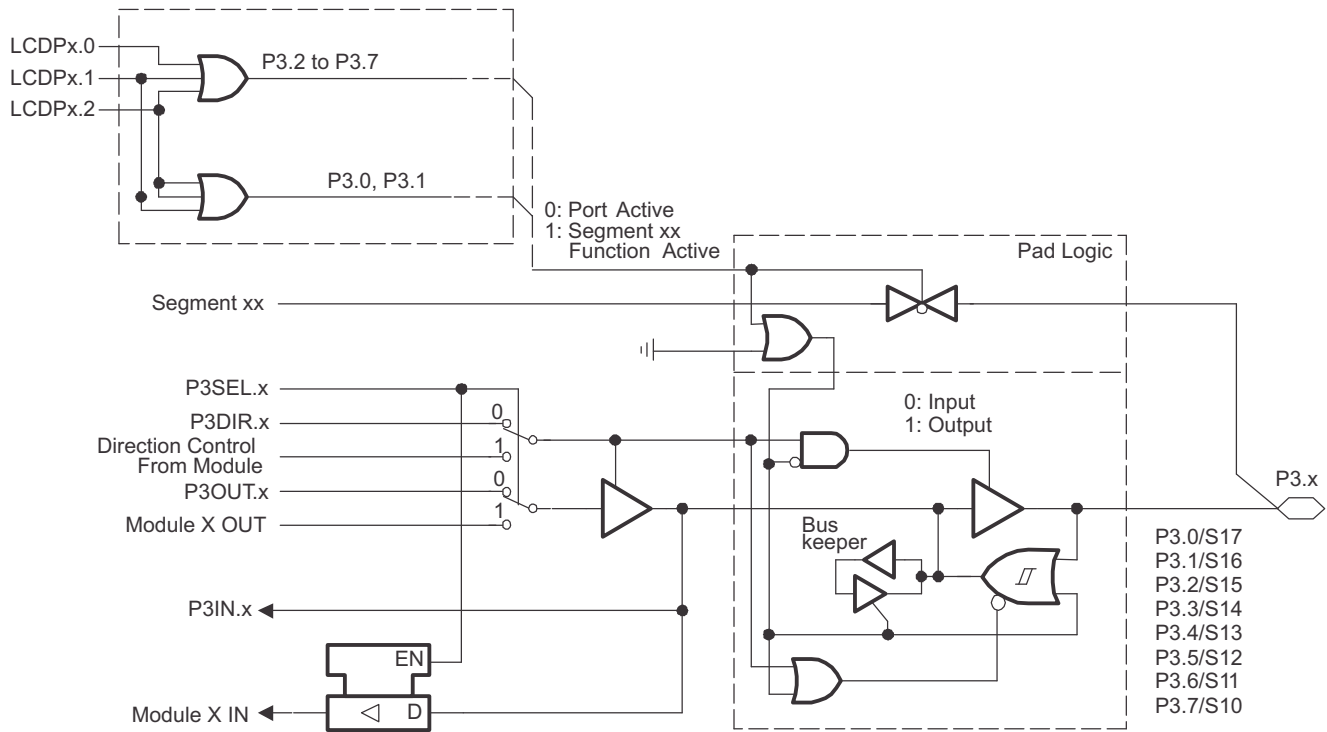 LCDPx.0
LCDPx.1
LCDPx.2
P3.2 to P3.7
P3.0, P3.1
0: Port Active
1: Segment xx
Function Active
Pad Logic
Segment xx
P3SEL.x
P3DIR.x
0
Direction Control
From Module
1
P3OUT.x
0
Module X OUT
1
0: Input
1: Output
Bus
keeper
P3.x
P3IN.x
EN
D
Module X IN
P3.0/S17
P3.1/S16
P3.2/S15
P3.3/S14
P3.4/S13
P3.5/S12
P3.6/S11
P3.7/S10